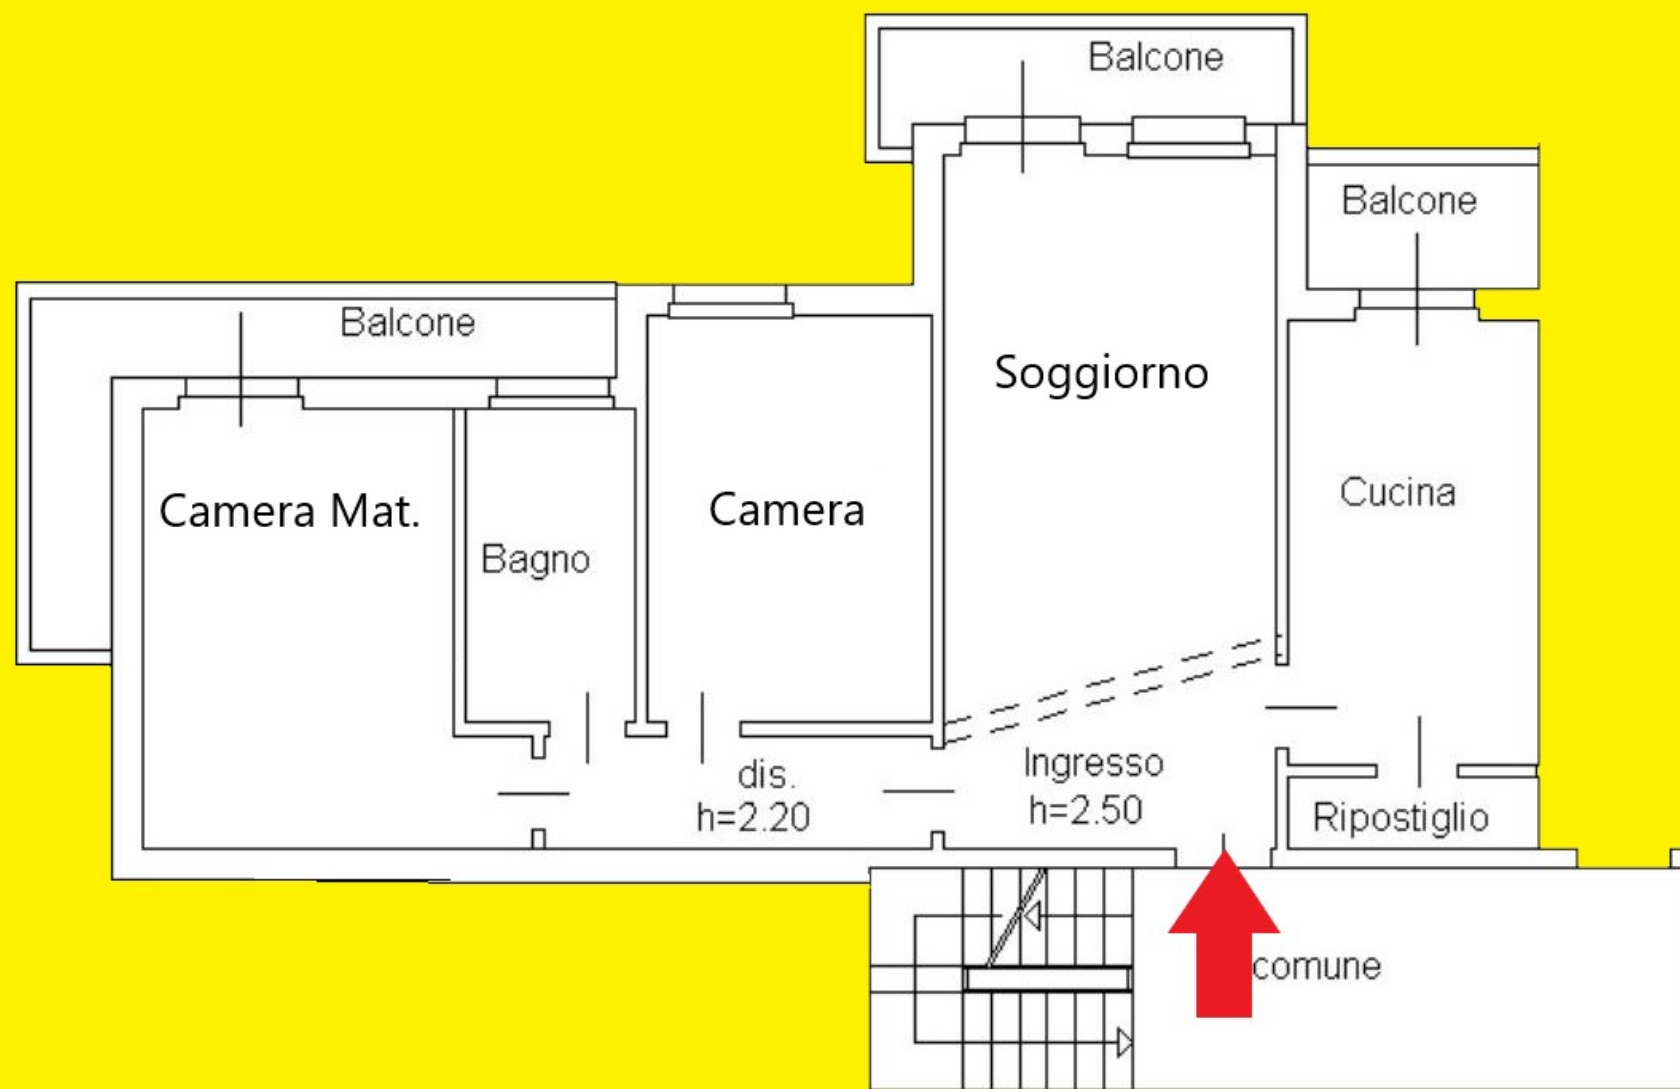 Balcone
Balcone
Balcone
Soggiorno
Cucina
Camera Mat.
Camera
Bagno
dis.
h=2.20
Ingresso
h=2.50
Ripostiglio
comune